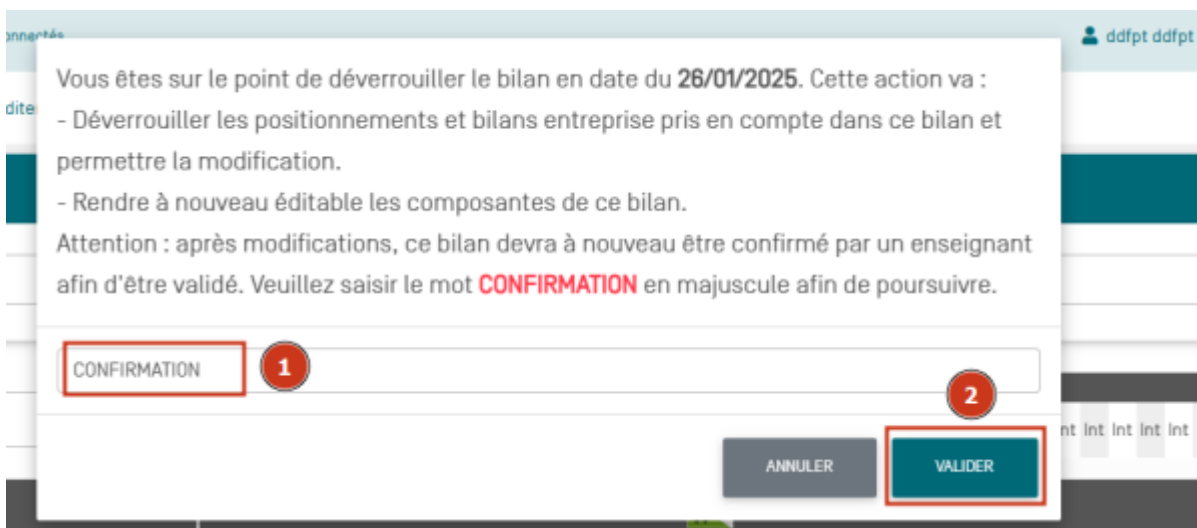 onnectés
ddfpt ddfpt
Vous êtes sur le point de déverrouiller le bilan en date du 26/01/2025. Cette action va :
dite
- Déverrouiller les positionnements et bilans entreprise pris en compte dans ce bilan et
permettre la modification.
- Rendre à nouveau éditable les composantes de ce bilan.
Attention : après modifications, ce bilan devra à nouveau être confirmé par un enseignant
afin d'être validé. Veuillez saisir le mot CONFIRMATION en majuscule afin de poursuivre.
CONFIRMATION
1
2
nt Int Int Int Int
ANNULER
VALIDER